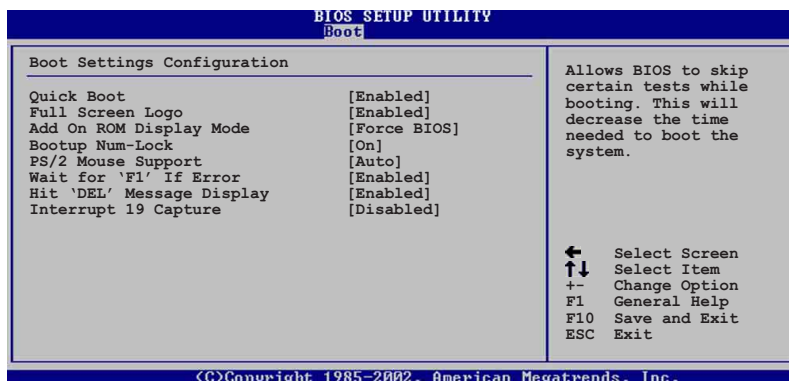 BIOS SETUP UTILITY
Boot
Boot Settings Configuration
Quick Boot [Enabled]
Full Screen Logo [Enabled]
Add On ROM Display Mode [Force BIOS]
Bootup Num-Lock [On]
PS/2 Mouse Support [Auto]
Wait for ‘F1’ If Error [Enabled]
Hit ‘DEL’ Message Display [Enabled]
Interrupt 19 Capture [Disabled]
Allows BIOS to skip
certain tests while
booting. This will
decrease the time
needed to boot the
system.
← Select Screen
↑↓ Select Item
+- Change Option
F1 General Help
F10 Save and Exit
ESC Exit
(C)Copyright 1985-2002, American Megatrends, Inc.